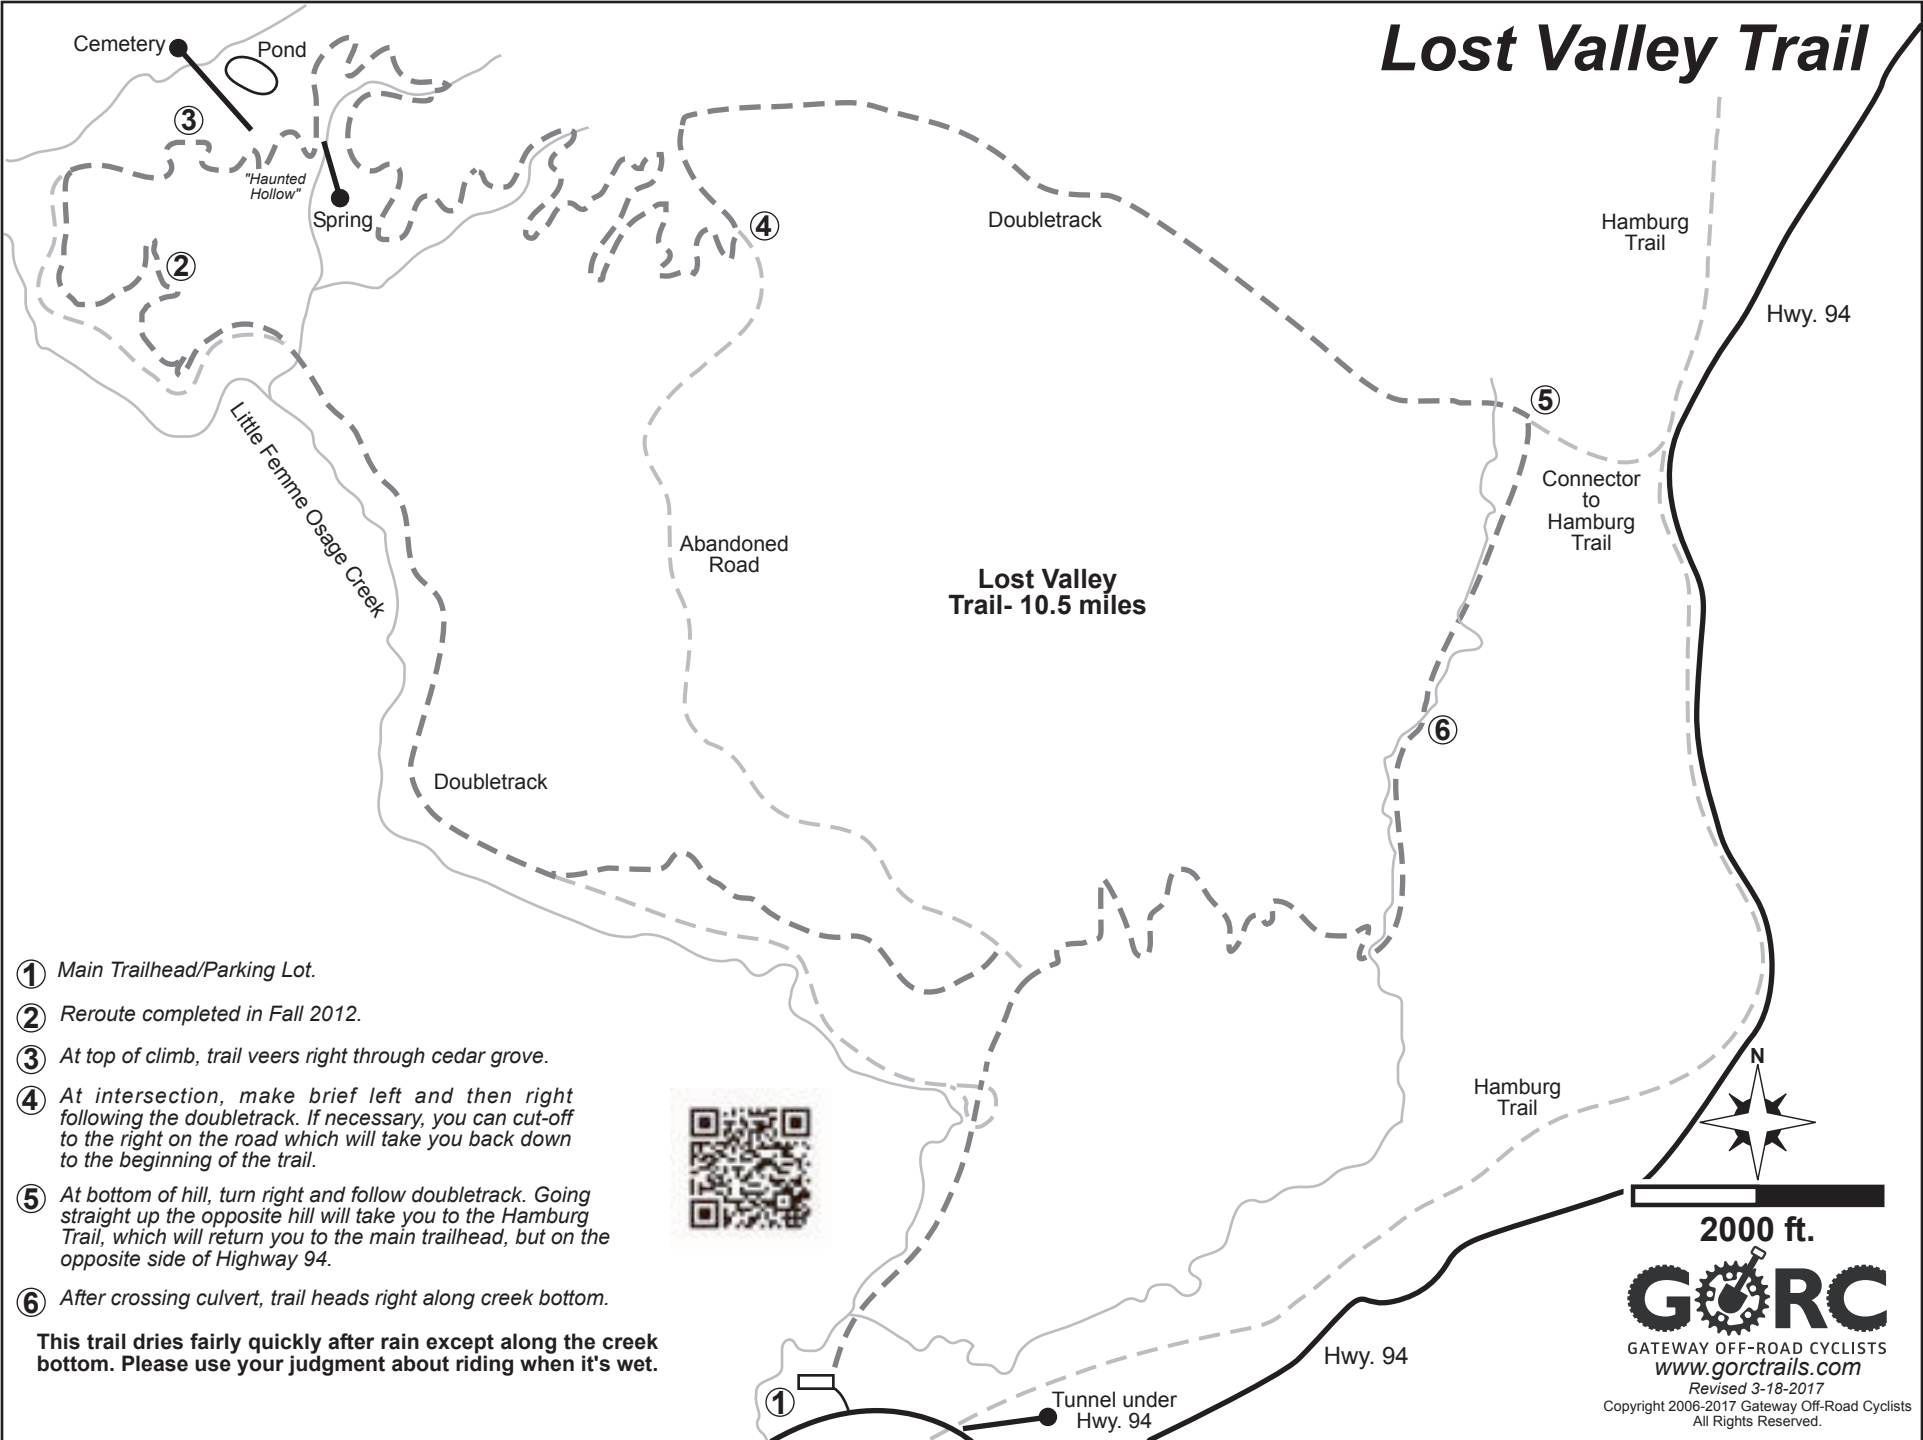 Lost Valley Trail
Cemetery
Pond
3
"Haunted
Hollow"
Spring
2
4
Doubletrack
Hamburg
Trail
Hwy. 94
5
Little Femme Osage Creek
Connector
to
Hamburg
Trail
Abandoned
Road
Lost Valley
Trail- 10.5 miles
6
Doubletrack
1 Main Trailhead/Parking Lot.
2 Reroute completed in Fall 2012.
3 At top of climb, trail veers right through cedar grove.
4 At intersection, make brief left and then right
following the doubletrack. If necessary, you can cut-off
to the right on the road which will take you back down
to the beginning of the trail.
5 At bottom of hill, turn right and follow doubletrack. Going
straight up the opposite hill will take you to the Hamburg
Trail, which will return you to the main trailhead, but on the
opposite side of Highway 94.
6 After crossing culvert, trail heads right along creek bottom.
This trail dries fairly quickly after rain except along the creek
bottom. Please use your judgment about riding when it's wet.
Hamburg
Trail
N
2000 ft.
GORC
GATEWAY OFF-ROAD CYCLISTS
www.gorctrails.com
Revised 3-18-2017
Copyright 2006-2017 Gateway Off-Road Cyclists
All Rights Reserved.
Hwy. 94
1
Tunnel under
Hwy. 94